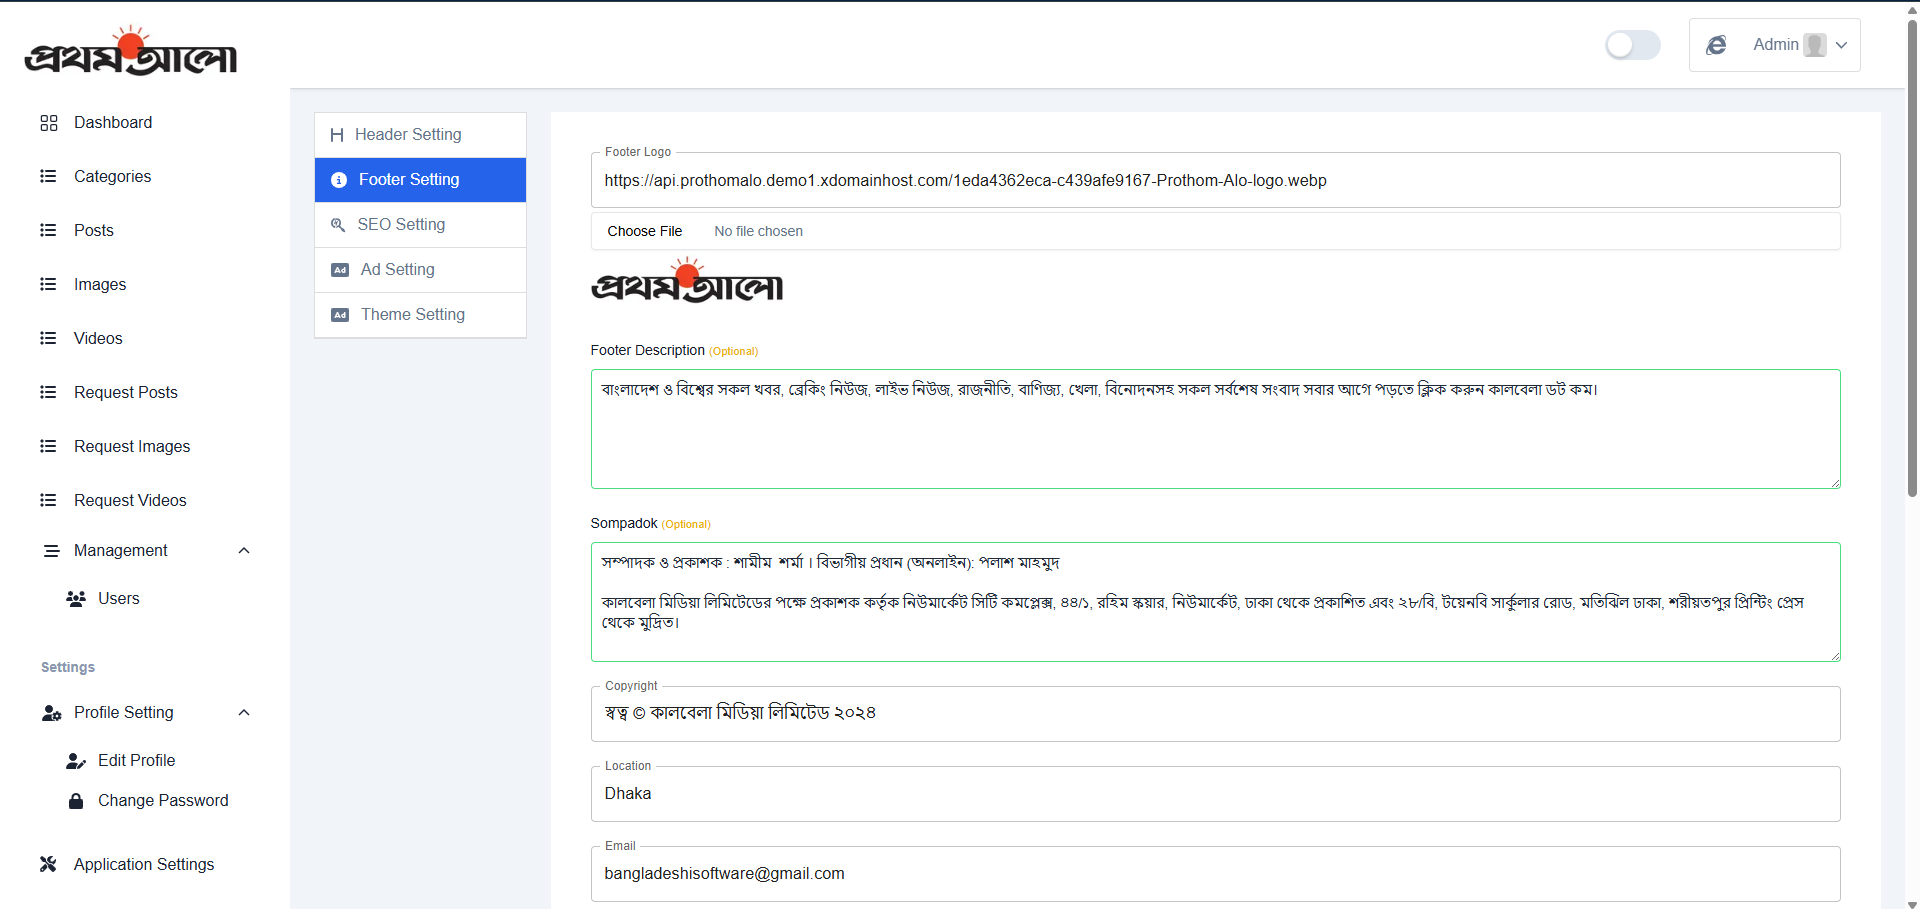 প্রথম আলো
Admin
Dashboard
Categories
Posts
Images
Videos
Request Posts
Request Images
Request Videos
Management
Users
Settings
Profile Setting
Edit Profile
Change Password
Application Settings
Header Setting
Footer Setting
SEO Setting
Ad Ad Setting
Ad Theme Setting
Footer Logo
https://api.prothomalo.demo1.xdomainhost.com/1eda4362eca-c439afe9167-Prothom-Alo-logo.webp
Choose File No file chosen
প্রথম আলো
Footer Description (Optional)
বাংলাদেশ ও বিশ্বের সকল খবর, ব্রেকিং নিউজ, লাইভ নিউজ, রাজনীতি, বাণিজ্য, খেলা, বিনোদনসহ সকল সর্বশেষ সংবাদ সবার আগে পড়তে ক্লিক করুন কালবেলা ডট কম।
Sompadok (Optional)
সম্পাদক ও প্রকাশক : শামীম শর্মা । বিভাগীয় প্রধান (অনলাইন): পলাশ মাহমুদ
কালবেলা মিডিয়া লিমিটেডের পক্ষে প্রকাশক কর্তৃক নিউমার্কেট সিটি কমপ্লেক্স, ৪৪/১, রহিম স্কয়ার, নিউমার্কেট, ঢাকা থেকে প্রকাশিত এবং ২৮/বি, টয়েনবি সার্কুলার রোড, মতিঝিল ঢাকা, শরীয়তপুর প্রিন্টিং প্রেস
থেকে মুদ্রিত।
Copyright
স্বত্ব © কালবেলা মিডিয়া লিমিটেড ২০২৪
Location
Dhaka
Email
bangladeshisoftware@gmail.com